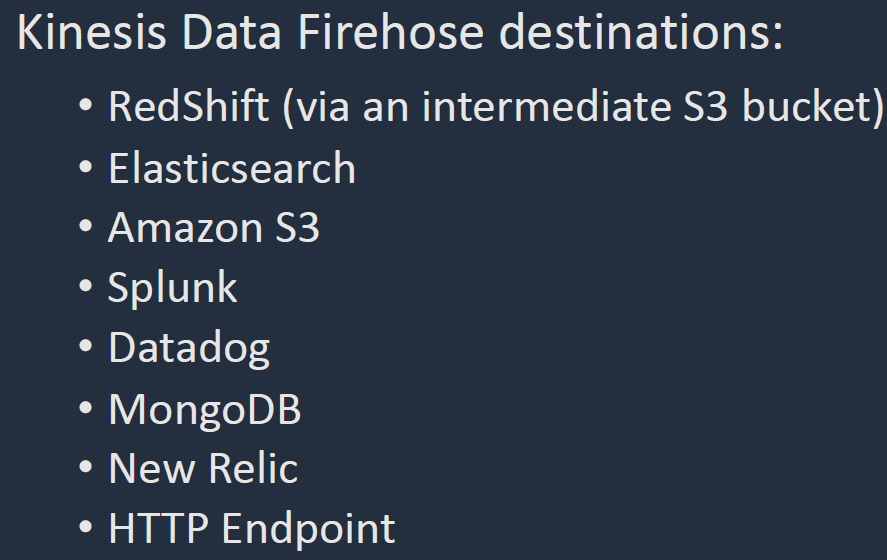 Kinesis Data Firehose destinations:
• RedShift (via an intermediate S3 bucket)
• Elasticsearch
• Amazon S3
• Splunk
• Datadog
• MongoDB
• New Relic
• HTTP Endpoint